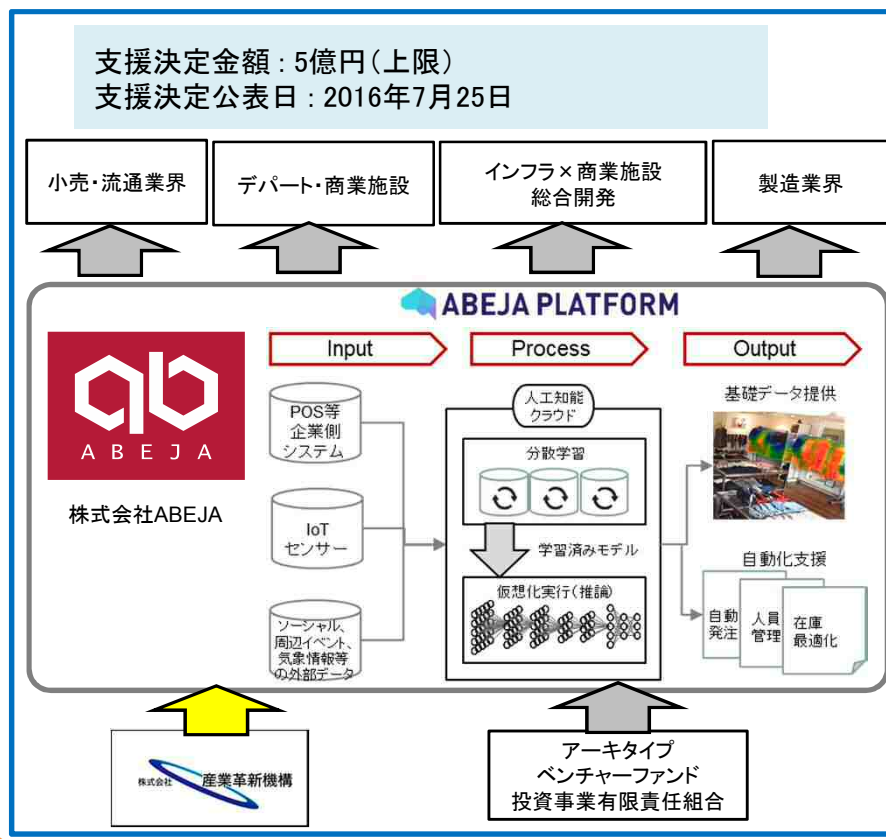 支援決定金額：5億円（上限）
支援決定公表日：2016年7月25日
小売・流通業界
デパート・商業施設
インフラ×商業施設
総合開発
製造業界
ABEJA PLATFORM
Input
Process
Output
ABEJA
株式会社ABEJA
POS等
企業側
システム
IoT
センサー
ソーシャル、
周辺イベント、
気象情報等
の外部データ
人工知能
クラウド
分散学習
学習済みモデル
仮想化実行（推論）
基礎データ提供
自動化支援
自動
発注
人員
管理
在庫
最適化
株式会社 産業革新機構
アーキタイプ
ベンチャーファンド
投資事業有限責任組合